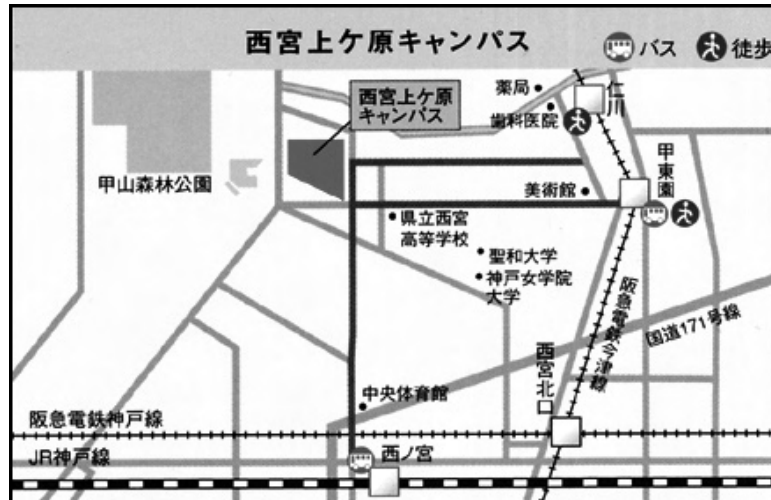 西宮上ケ原キャンパス
バス
徒歩
西宮上ケ原
キャンパス
薬局
歯科医院
仁川
甲山森林公園
美術館
甲東園
県立西宮
高等学校
聖和大学
神戸女学院
大学
阪急電鉄今津線
国道171号線
西宮北口
中央体育館
阪急電鉄神戸線
JR神戸線
西ノ宮